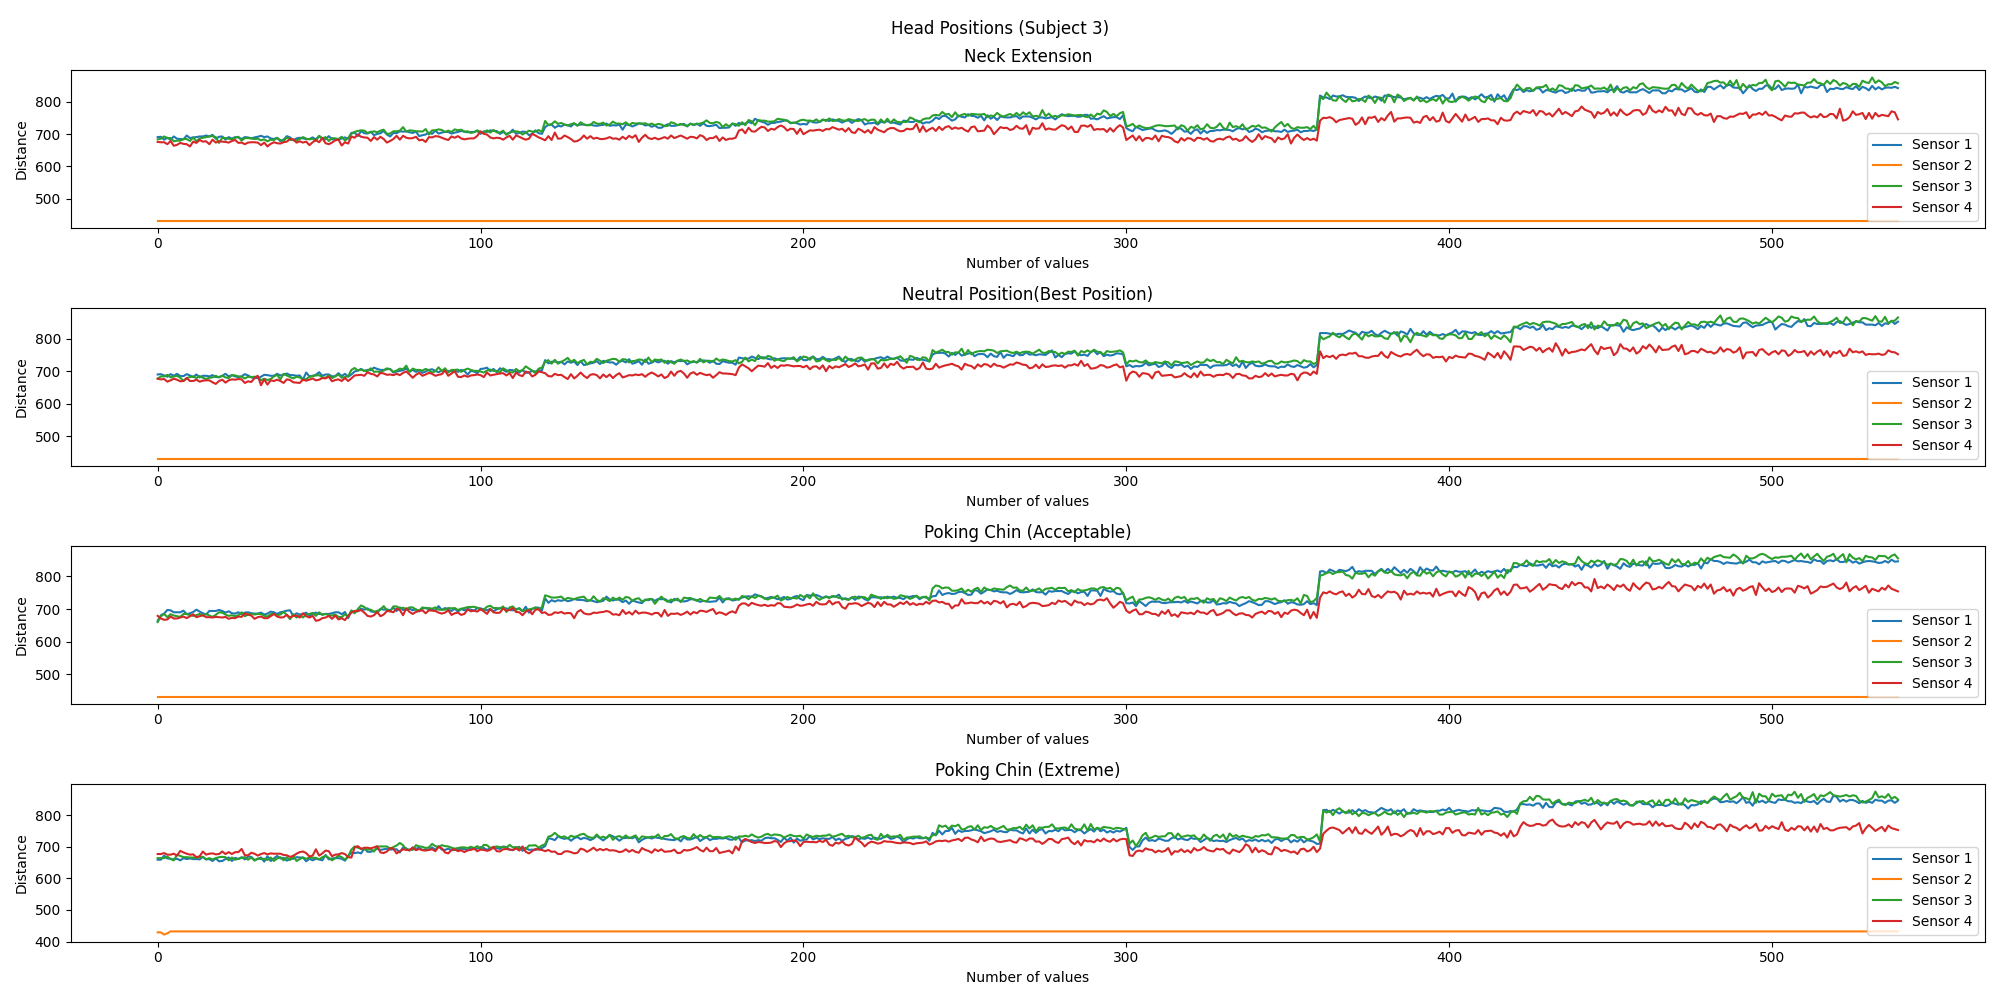 Head Positions (Subject 3)
Neck Extension
800
700
600
500
Distance
0 100 200 300 400 500
Number of values
Sensor 1
Sensor 2
Sensor 3
Sensor 4
Neutral Position(Best Position)
800
700
600
500
Distance
0 100 200 300 400 500
Number of values
Sensor 1
Sensor 2
Sensor 3
Sensor 4
Poking Chin (Acceptable)
800
700
600
500
Distance
0 100 200 300 400 500
Number of values
Sensor 1
Sensor 2
Sensor 3
Sensor 4
Poking Chin (Extreme)
800
700
600
500
400
Distance
0 100 200 300 400 500
Number of values
Sensor 1
Sensor 2
Sensor 3
Sensor 4